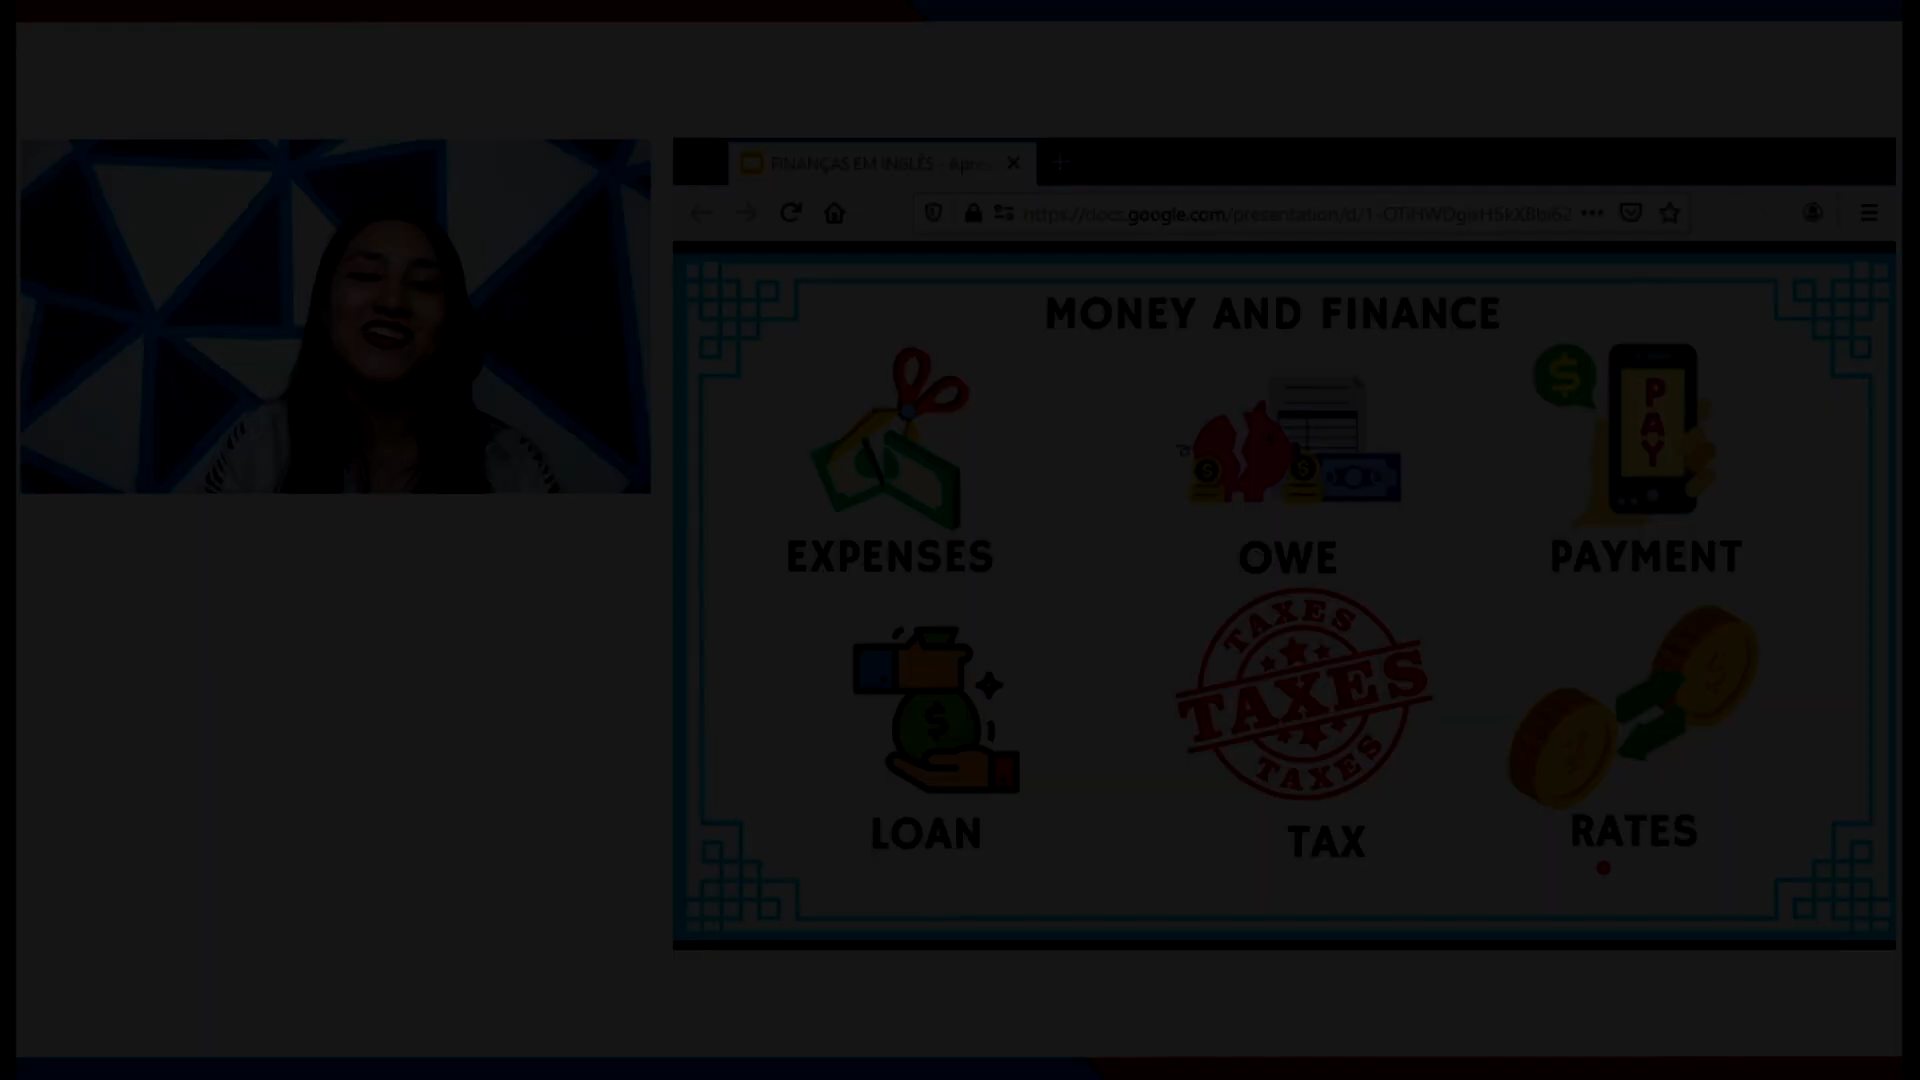 FINANÇAS EM INGLÊS - Apres
google.com/presentation/d/
MONEY AND FINANCE
$
PAY
EXPENSES
OWE
PAYMENT
TAXES
TAXES
TAXES
$
LOAN
TAX
RATES